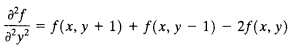 ∂²f / ∂²y² = f(x, y + 1) + f(x, y − 1) − 2f(x, y)